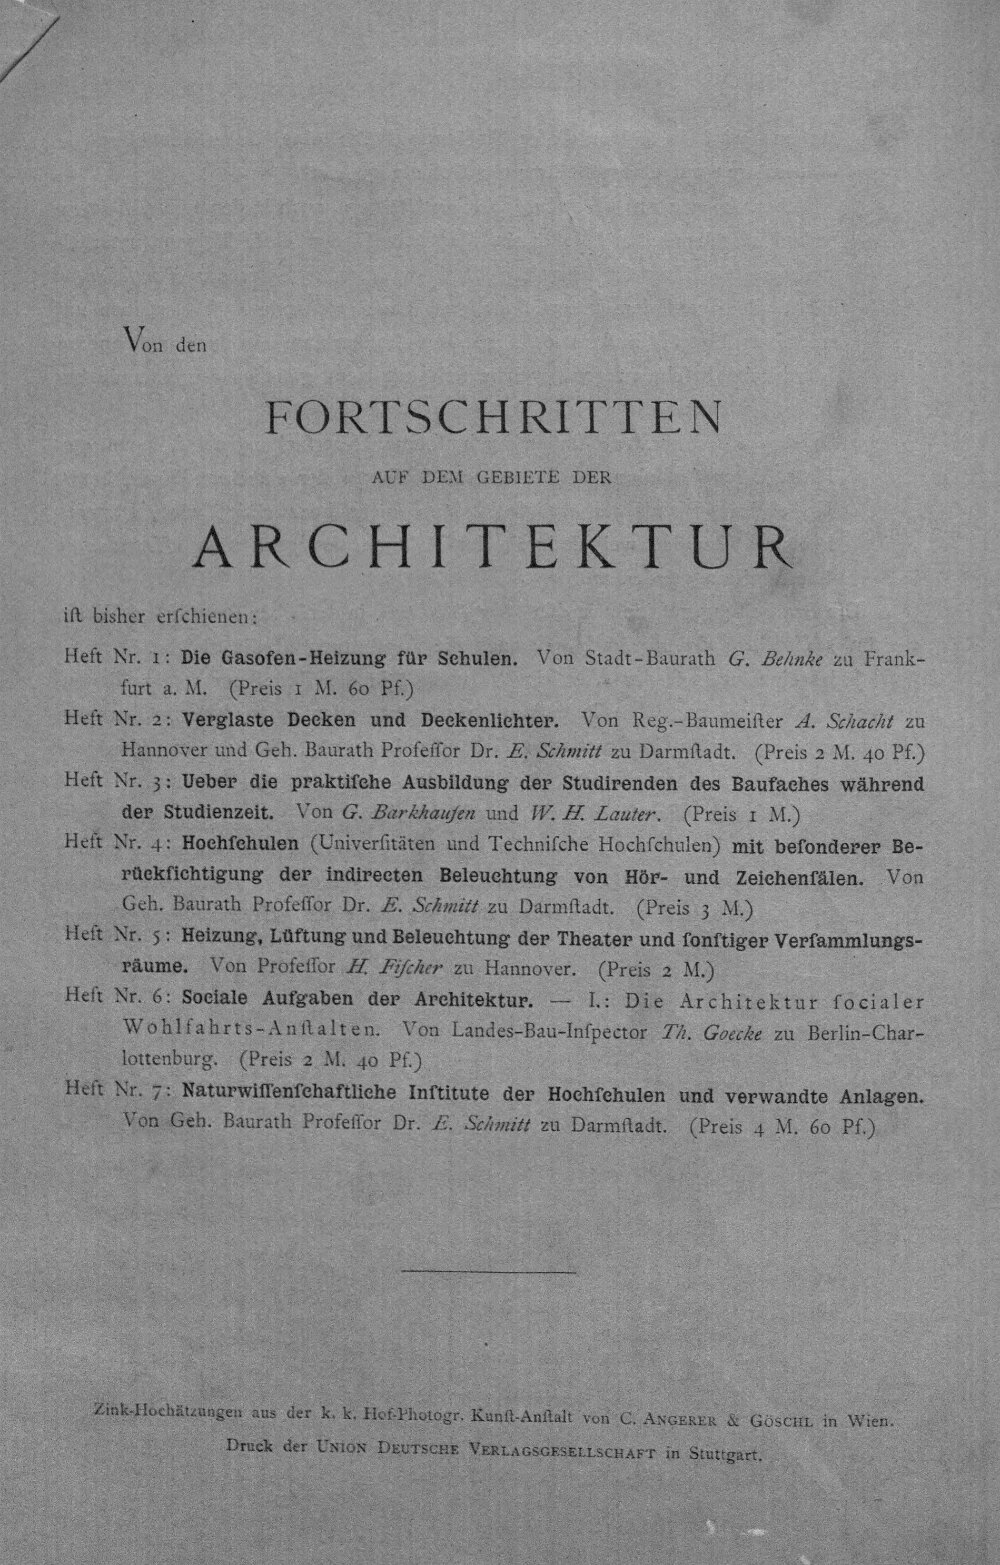 Von den
FORTSCHRITTEN
AUF DEM GEBIETE DER
ARCHITEKTUR
iſt bisher erſchienen:
Heft Nr. 1: Die Gasofen-Heizung für Schulen. Von Stadt-Baurath G. Behnke zu Frank-
furt a. M. (Preis 1 M. 60 Pf.)
Heft Nr. 2: Verglaste Decken und Deckenlichter. Von Reg.-Baumeiſter A. Schacht zu
Hannover und Geh. Baurath Profeſſor Dr. E. Schmitt zu Darmſtadt. (Preis 2 M. 40 Pf.)
Heft Nr. 3: Ueber die praktiſche Ausbildung der Studirenden des Baufaches während
der Studienzeit. Von G. Barkhauſen und W. H. Lauter. (Preis 1 M.)
Heft Nr. 4: Hochſchulen (Univerſitäten und Techniſche Hochſchulen) mit beſonderer Be-
rückſichtigung der indirecten Beleuchtung von Hör- und Zeichenſälen. Von
Geh. Baurath Profeſſor Dr. E. Schmitt zu Darmſtadt. (Preis 3 M.)
Heft Nr. 5: Heizung, Lüftung und Beleuchtung der Theater und ſonſtiger Verſammlungs-
räume. Von Profeſſor H. Fiſcher zu Hannover. (Preis 2 M.)
Heft Nr. 6: Sociale Aufgaben der Architektur. — I.: Die Architektur ſocialer
Wohlfahrts-Anſtalten. Von Landes-Bau-Inſpector Th. Goecke zu Berlin-Char-
lottenburg. (Preis 2 M. 40 Pf.)
Heft Nr. 7: Naturwiſſenſchaftliche Inſtitute der Hochſchulen und verwandte Anlagen.
Von Geh. Baurath Profeſſor Dr. E. Schmitt zu Darmſtadt. (Preis 4 M. 60 Pf.)
Zink-Hochätzungen aus der k. k. Hof-Photogr. Kunſt-Anſtalt von C. ANGERER & GÖSCHL in Wien.
Druck der UNION DEUTSCHE VERLAGSGESELLSCHAFT in Stuttgart.